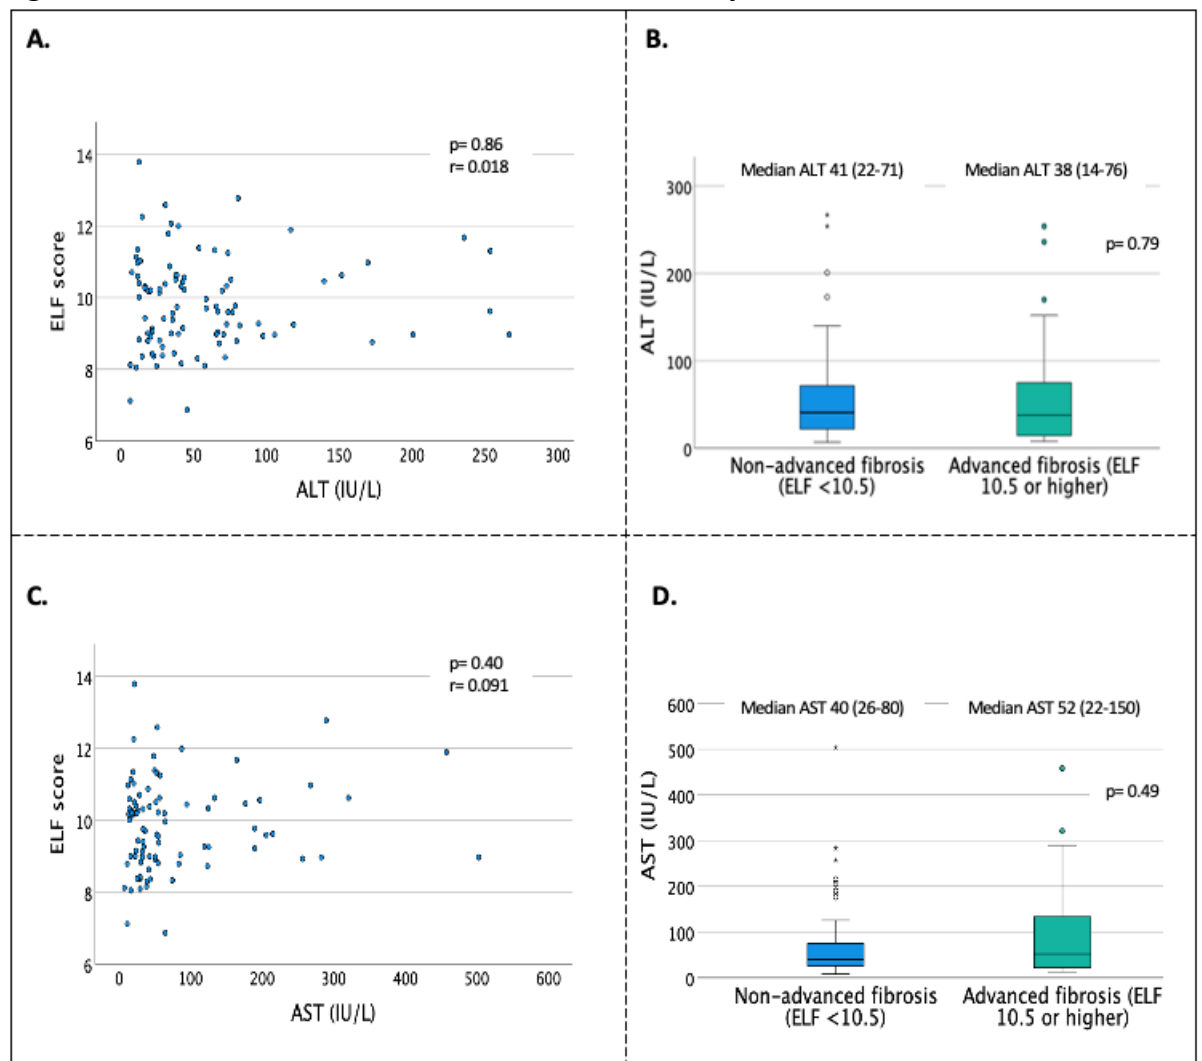 A.
p= 0.86
r= 0.018
14
12
10
8
6
ELF score
0 50 100 150 200 250 300
ALT (IU/L)
B.
Median ALT 41 (22-71) Median ALT 38 (14-76)
p= 0.79
300
200
100
0
ALT (IU/L)
Non-advanced fibrosis
(ELF <10.5)
Advanced fibrosis (ELF
10.5 or higher)
C.
p= 0.40
r= 0.091
14
12
10
8
6
ELF score
0 100 200 300 400 500 600
AST (IU/L)
D.
Median AST 40 (26-80) Median AST 52 (22-150)
p= 0.49
600
500
400
300
200
100
0
AST (IU/L)
Non-advanced fibrosis
(ELF <10.5)
Advanced fibrosis (ELF
10.5 or higher)